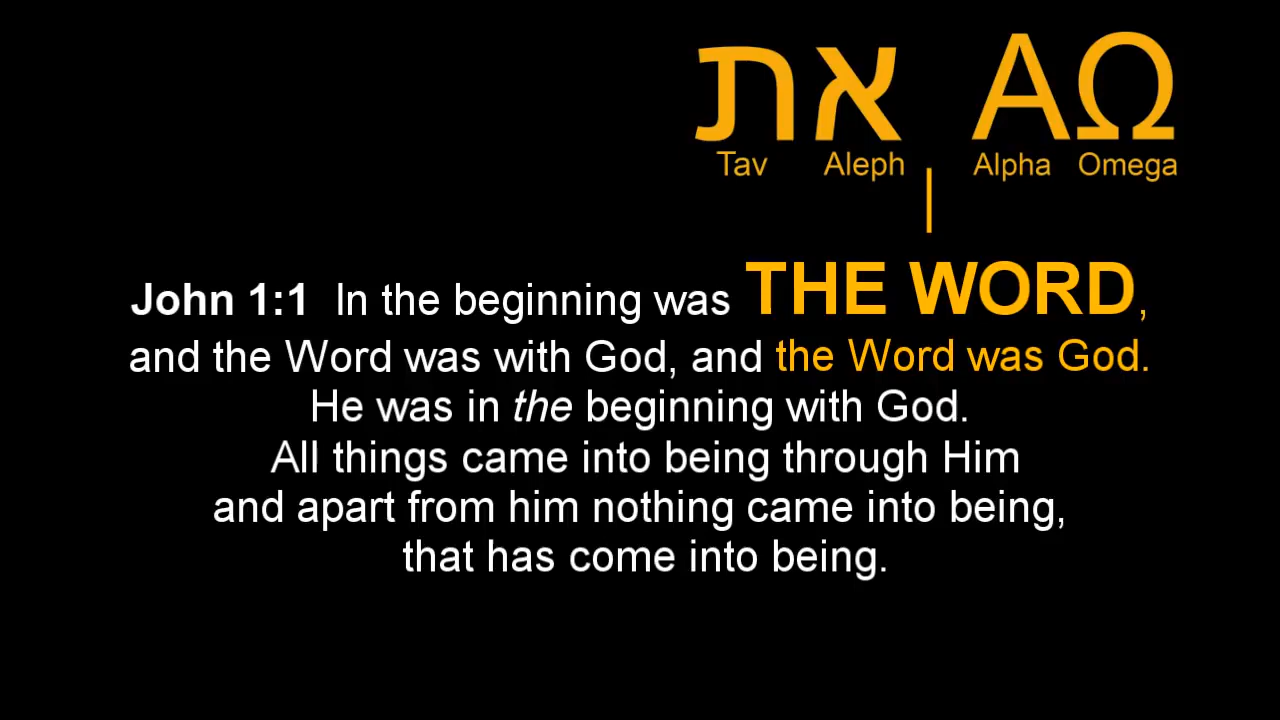 את ΑΩ
Tav Aleph Alpha Omega
John 1:1 In the beginning was THE WORD,
and the Word was with God, and the Word was God.
He was in the beginning with God.
All things came into being through Him
and apart from him nothing came into being,
that has come into being.